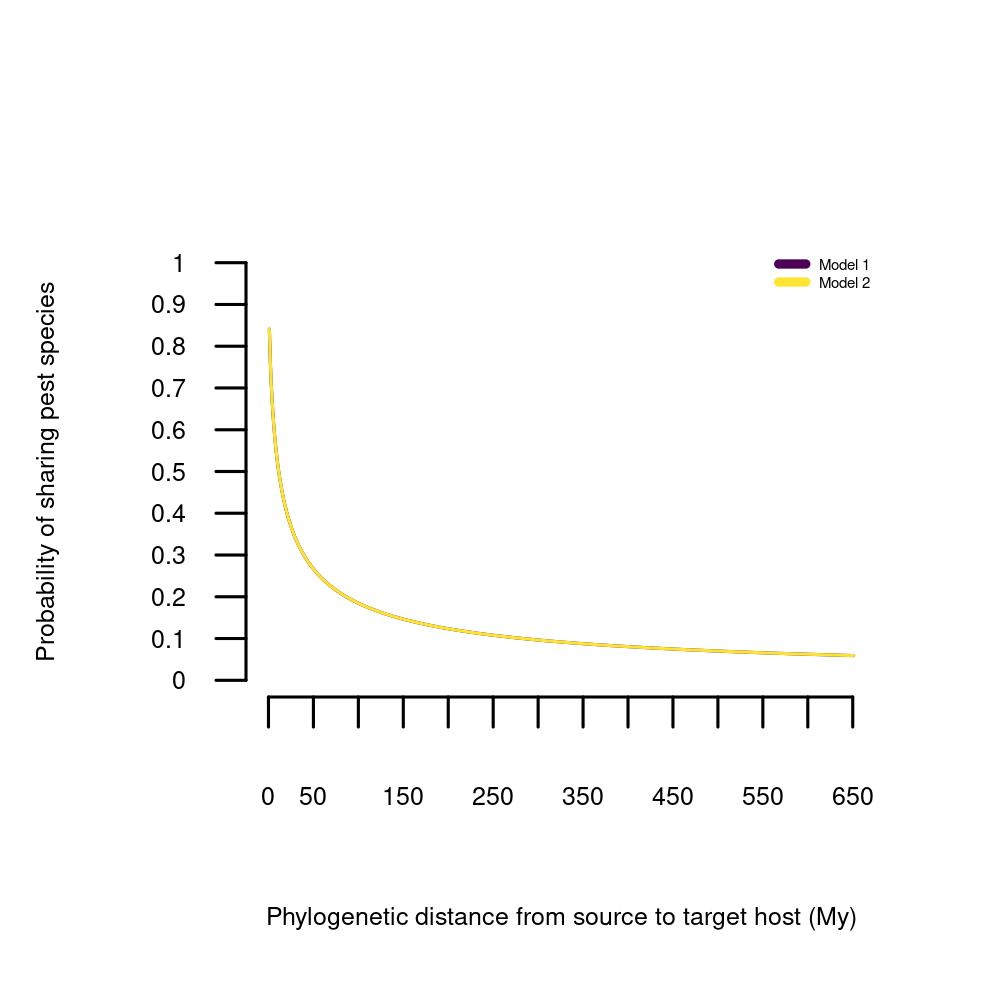 Model 1
Model 2
Probability of sharing pest species
1
0.9
0.8
0.7
0.6
0.5
0.4
0.3
0.2
0.1
0
0 50 150 250 350 450 550 650
Phylogenetic distance from source to target host (My)